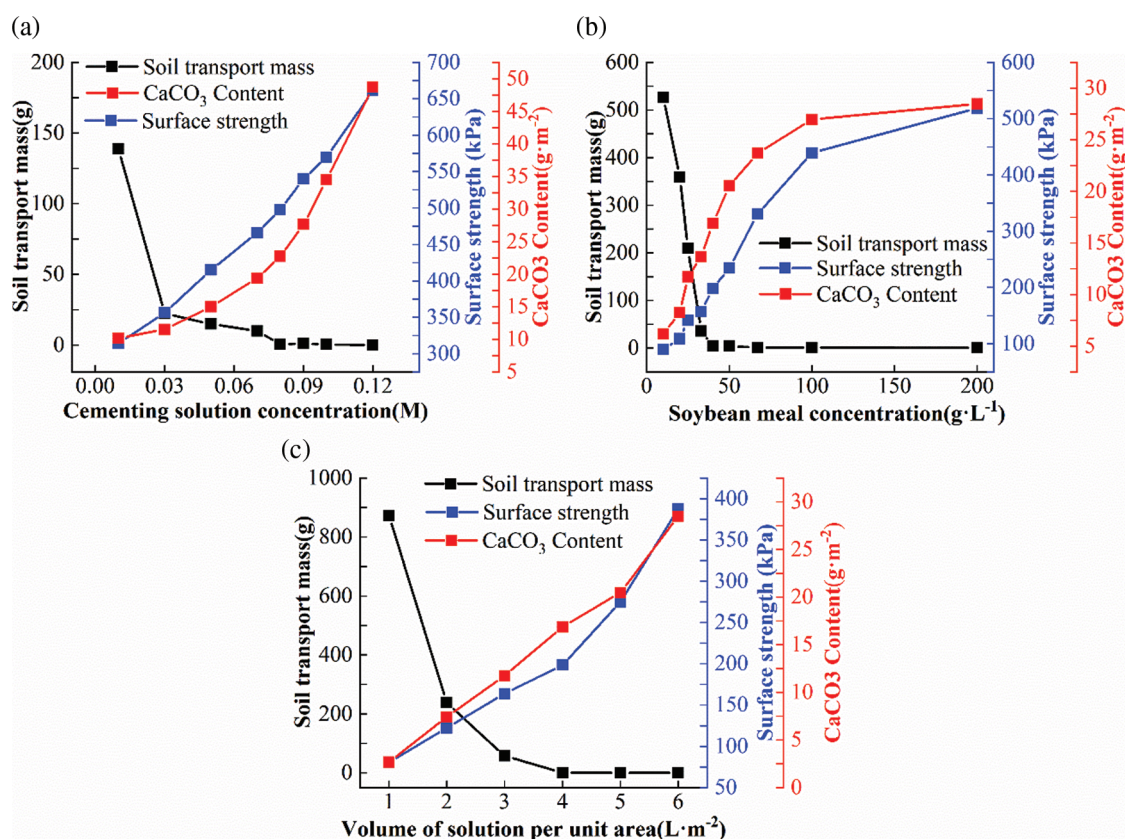 (a)
Soil transport mass
CaCO₃ Content
Surface strength
200
150
100
50
0
Soil transport mass(g)
0.00 0.03 0.06 0.09 0.12
Cementing solution concentration(M)
700
650
600
550
500
450
400
350
300
Surface strength (kPa)
50
45
40
35
30
25
20
15
10
5
CaCO3 Content(g·m⁻²)
(b)
Soil transport mass
Surface strength
CaCO₃ Content
600
500
400
300
200
100
0
Soil transport mass(g)
0 50 100 150 200
Soybean meal concentration(g·L⁻¹)
600
500
400
300
200
100
Surface strength (kPa)
30
25
20
15
10
5
CaCO3 Content(g·m⁻²)
(c)
Soil transport mass
Surface strength
CaCO₃ Content
1000
800
600
400
200
0
Soil transport mass(g)
1 2 3 4 5 6
Volume of solution per unit area(L·m⁻²)
400
350
300
250
200
150
100
50
Surface strength (kPa)
30
25
20
15
10
5
0
CaCO3 Content(g·m⁻²)